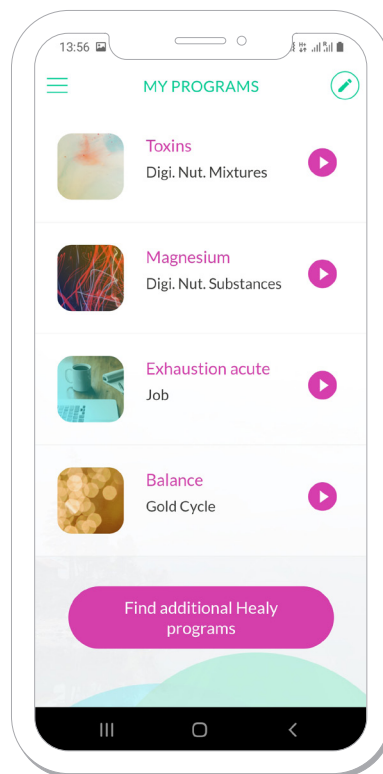 13:56
MY PROGRAMS
Toxins
Digi. Nut. Mixtures
Magnesium
Digi. Nut. Substances
Exhaustion acute
Job
Balance
Gold Cycle
Find additional Healy
programs